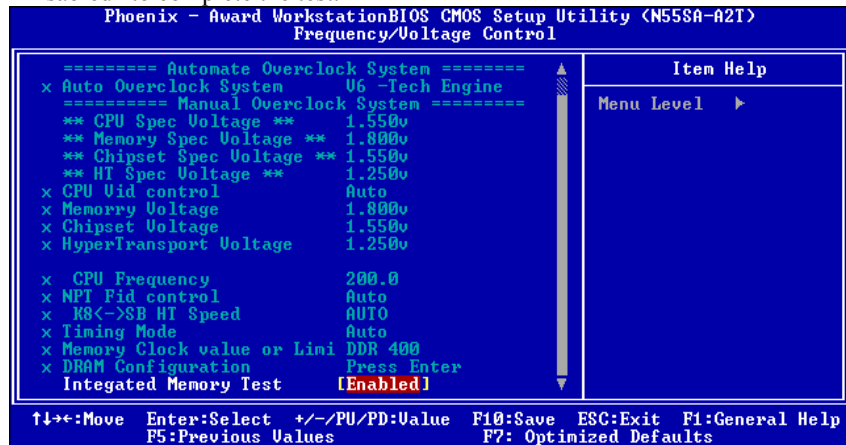 Phoenix - Award WorkstationBIOS CMOS Setup Utility (N55SA-A2T)
Frequency/Voltage Control
========= Automate Overclock System ========
x Auto Overclock System V6 -Tech Engine
========== Manual Overclock System =========
** CPU Spec Voltage ** 1.550v
** Memory Spec Voltage ** 1.800v
** Chipset Spec Voltage ** 1.550v
** HT Spec Voltage ** 1.250v
x CPU Vid control Auto
x Memorry Voltage 1.800v
x Chipset Voltage 1.550v
x HyperTransport Voltage 1.250v
x CPU Frequency 200.0
x NPT Fid control Auto
x K8<->SB HT Speed AUTO
x Timing Mode Auto
x Memory Clock value or Limi DDR 400
x DRAM Configuration Press Enter
Integated Memory Test [Enabled]
Item Help
Menu Level ▶
↑↓→←:Move Enter:Select +/-/PU/PD:Value F10:Save ESC:Exit F1:General Help
F5:Previous Values F7: Optimized Defaults